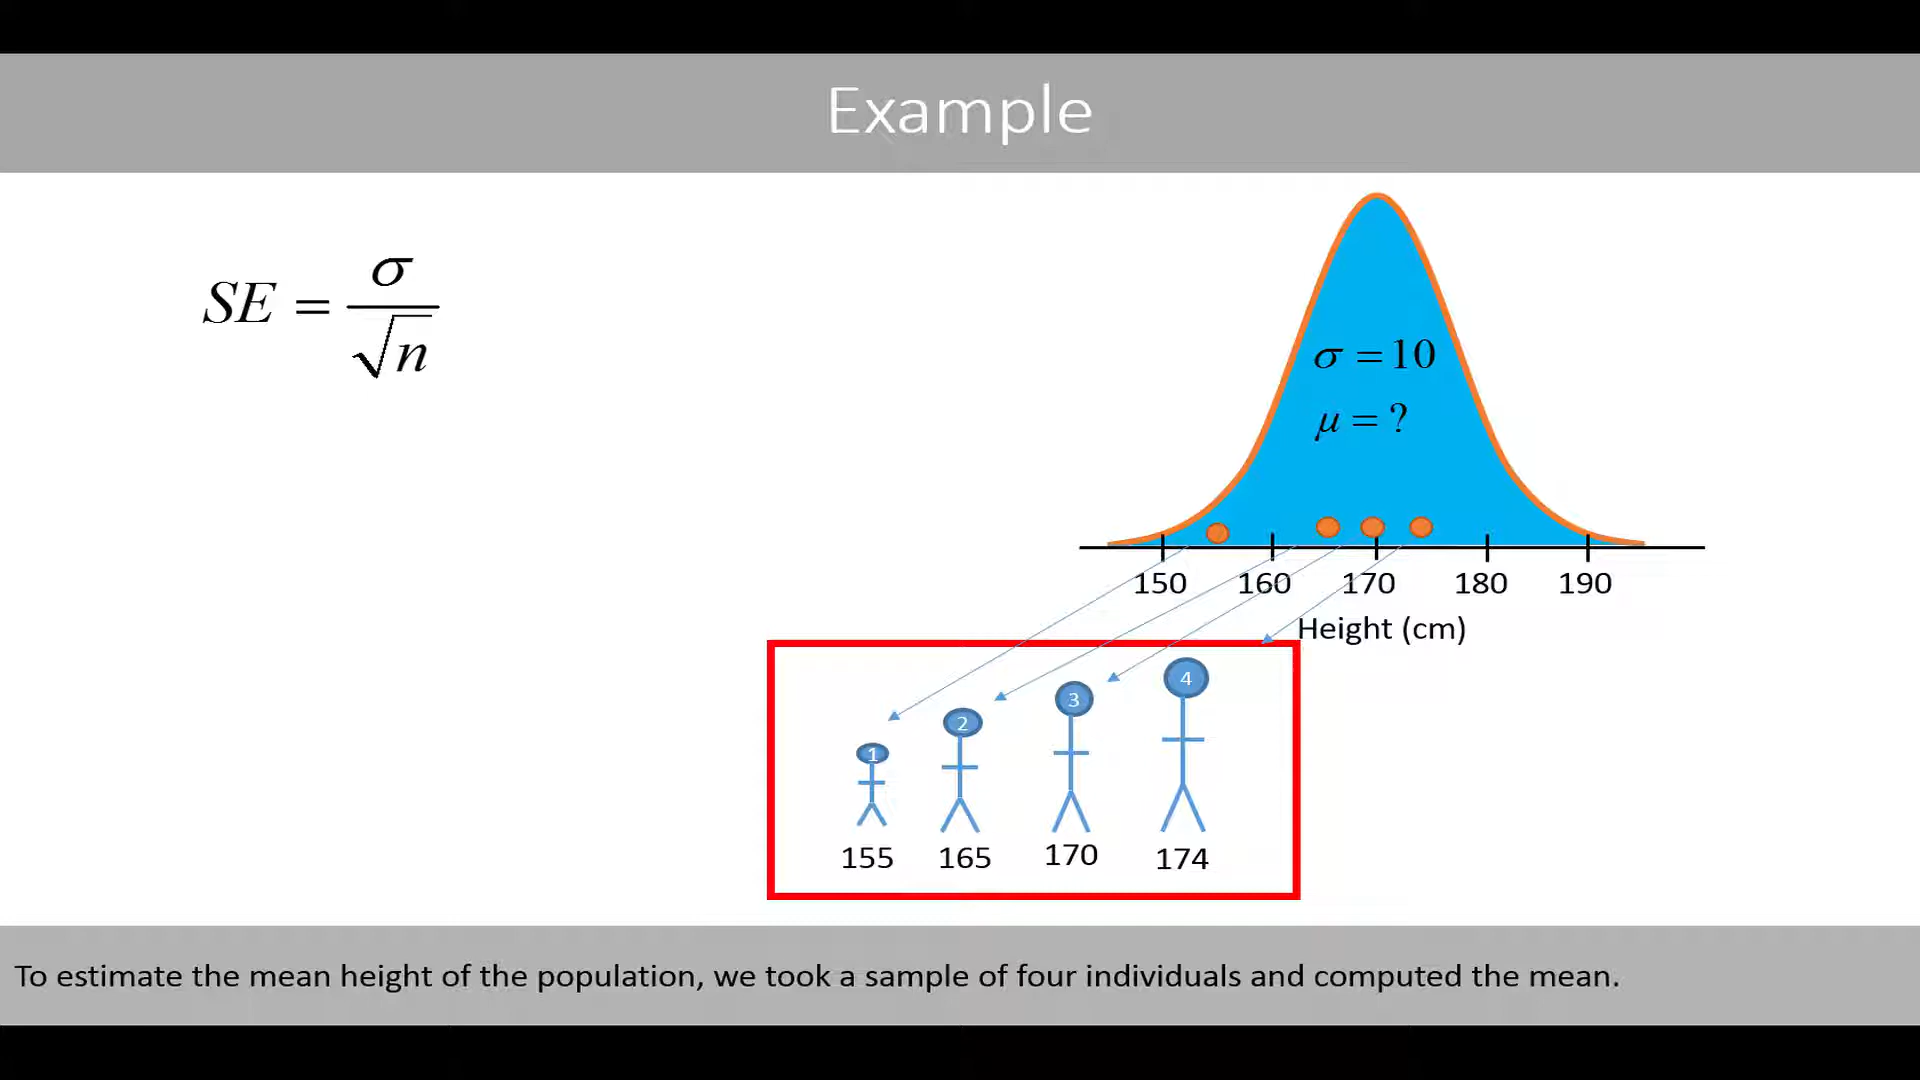 Example
SE = σ / √n
σ = 10
μ = ?
150 160 170 180 190
Height (cm)
1 2 3 4
155 165 170 174
To estimate the mean height of the population, we took a sample of four individuals and computed the mean.